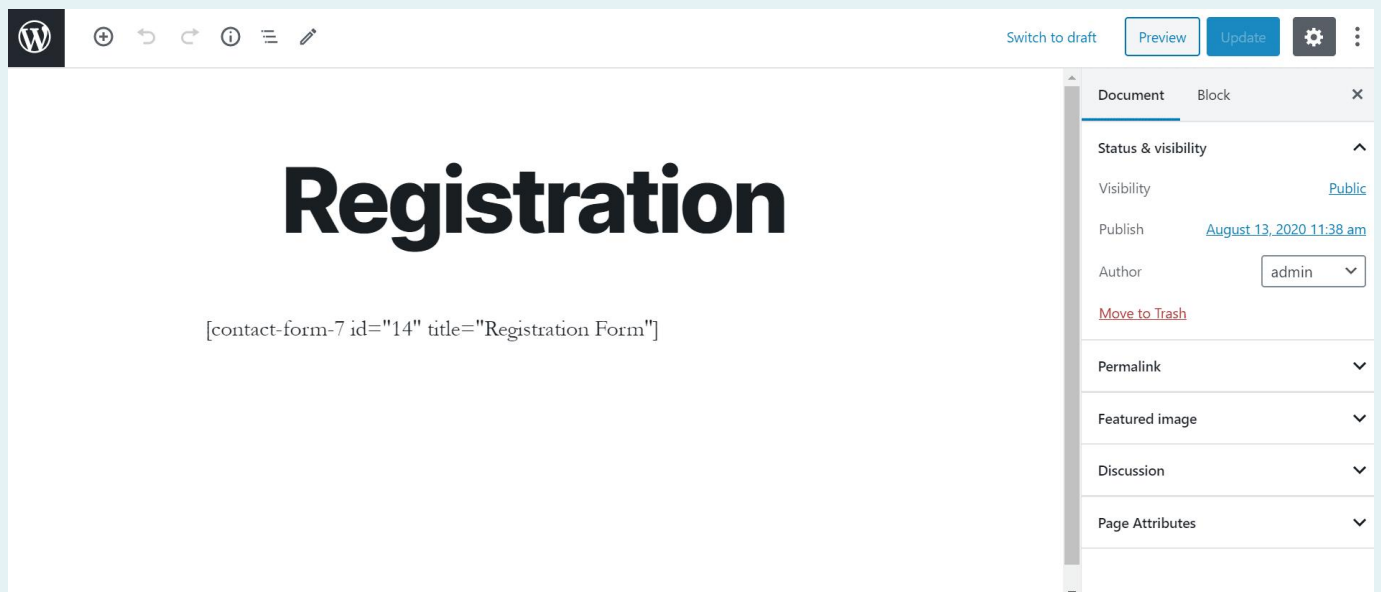 Switch to draft Preview Update
Document Block
Registration
Status & visibility
Visibility Public
Publish August 13, 2020 11:38 am
Author admin
Move to Trash
[contact-form-7 id="14" title="Registration Form"]
Permalink
Featured image
Discussion
Page Attributes